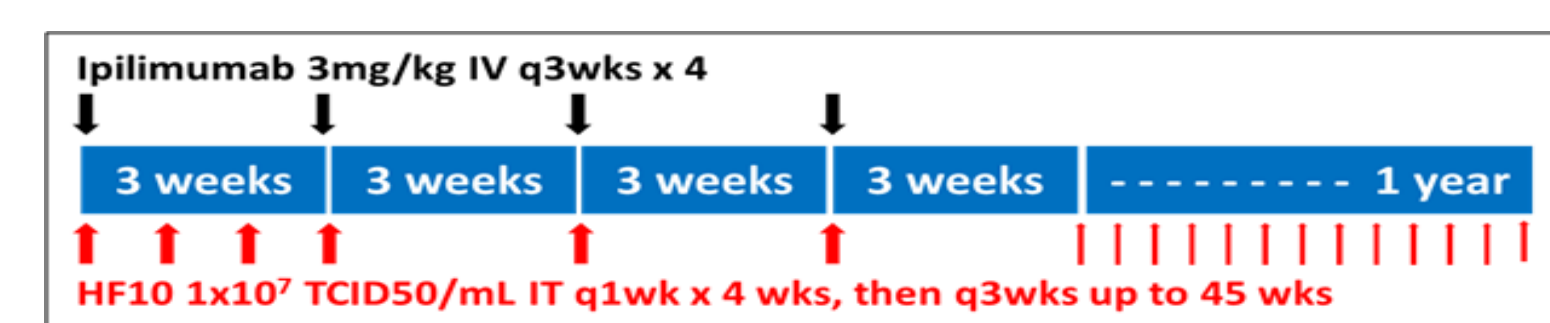 Ipilimumab 3mg/kg IV q3wks x 4
3 weeks 3 weeks 3 weeks 3 weeks - - - - - - - - - 1 year
HF10 1x10⁷ TCID50/mL IT q1wk x 4 wks, then q3wks up to 45 wks